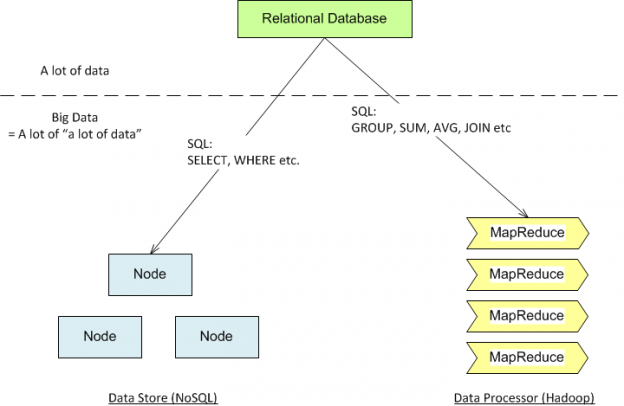 Relational Database
A lot of data
Big Data
= A lot of “a lot of data”
SQL:
SELECT, WHERE etc.
SQL:
GROUP, SUM, AVG, JOIN etc
Node
Node
Node
MapReduce
MapReduce
MapReduce
MapReduce
Data Store (NoSQL)
Data Processor (Hadoop)